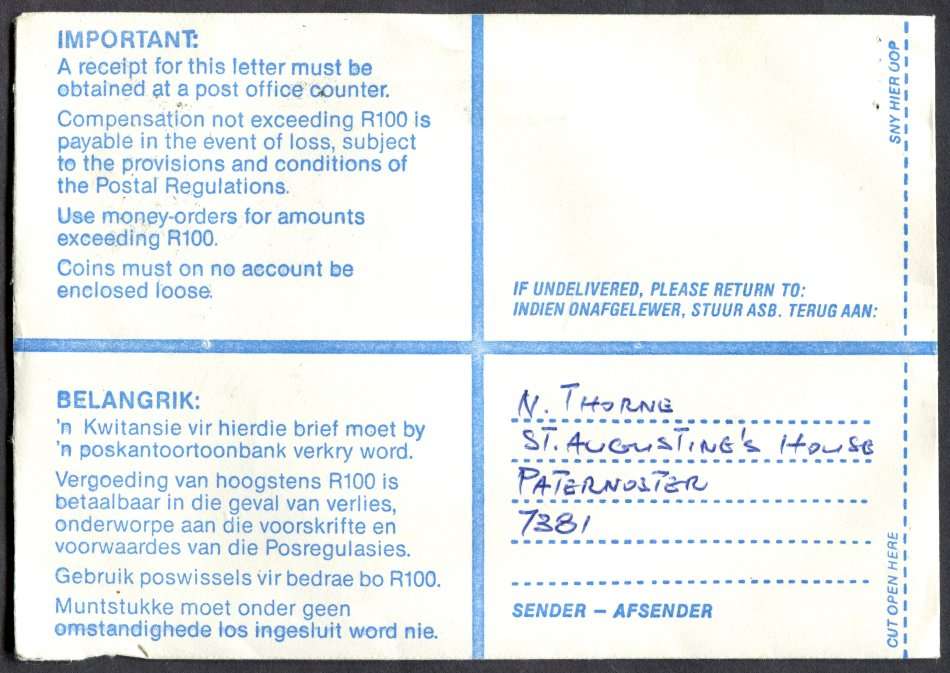 IMPORTANT:
A receipt for this letter must be
obtained at a post office counter.
Compensation not exceeding R100 is
payable in the event of loss, subject
to the provisions and conditions of
the Postal Regulations.
Use money-orders for amounts
exceeding R100.
Coins must on no account be
enclosed loose.
BELANGRIK:
'n Kwitansie vir hierdie brief moet by
'n poskantoortoonbank verkry word.
Vergoeding van hoogstens R100 is
betaalbaar in die geval van verlies,
onderworpe aan die voorskrifte en
voorwaardes van die Posregulasies.
Gebruik poswissels vir bedrae bo R100.
Muntstukke moet onder geen
omstandighede los ingesluit word nie.
IF UNDELIVERED, PLEASE RETURN TO:
INDIEN ONAFGELEWER, STUUR ASB. TERUG AAN:
N. THORNE
ST. AUGUSTINE'S HOUSE
PATERNOSTER
7381
SENDER – AFSENDER
SNY HIER OOP
CUT OPEN HERE